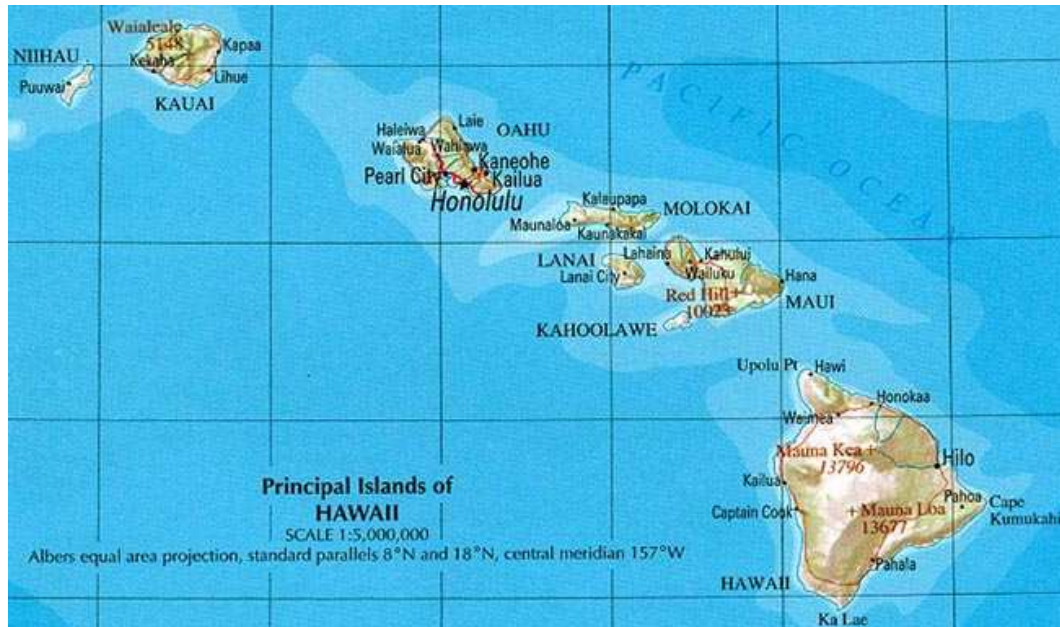 Waialeale
5148
Kapaa
NIIHAU
Kekaha
Puuwai
Lihue
KAUAI
Laie
Haleiwa
OAHU
Waialua
Wahiawa
Kaneohe
Pearl City
Kailua
Honolulu
PACIFIC OCEAN
Kalaupapa
MOLOKAI
Maunaloa
Kaunakakai
Lahaina
Kahului
LANAI
Wailuku
Lanai City
Hana
Red Hill
10023
MAUI
KAHOOLAWE
Upolu Pt
Hawi
Honokaa
Waimea
Mauna Kea
13796
Hilo
Kailua
Pahoa
Cape
Kumukahi
Captain Cook
Mauna Loa
13677
Pahala
HAWAII
Ka Lae
Principal Islands of
HAWAII
SCALE 1:5,000,000
Albers equal area projection, standard parallels 8°N and 18°N, central meridian 157°W